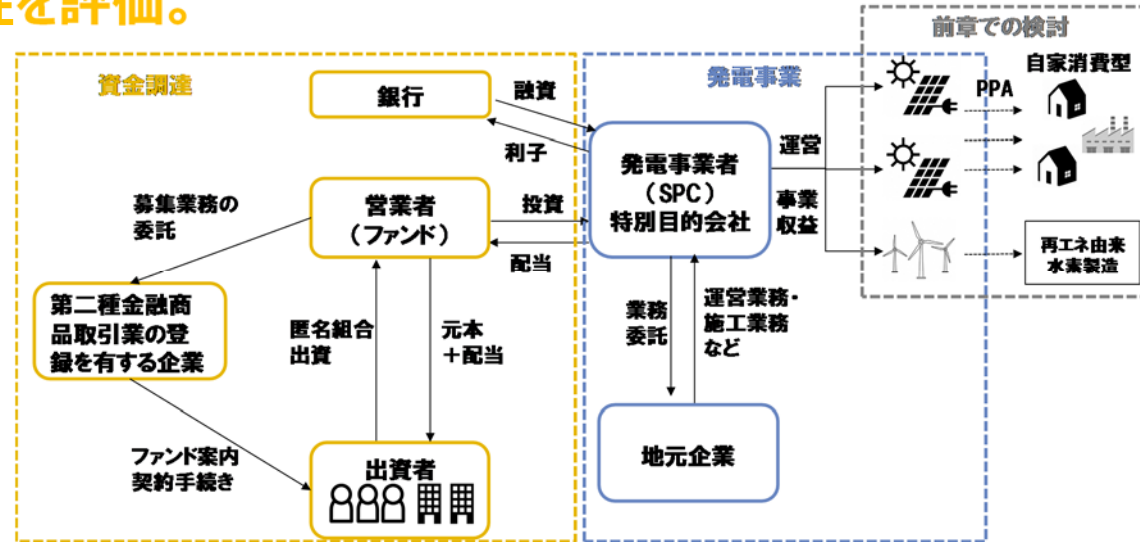 を評価。
前章での検討
資金調達
発電事業
自家消費型
PPA
銀行
融資
利子
発電事業者
(SPC)
特別目的会社
運営
事業
収益
募集業務の
委託
営業者
(ファンド)
投資
配当
再エネ由来
水素製造
第二種金融商
品取引業の登
録を有する企業
匿名組合
出資
元本
+配当
業務
委託
運営業務・
施工業務
など
ファンド案内
契約手続き
出資者
地元企業